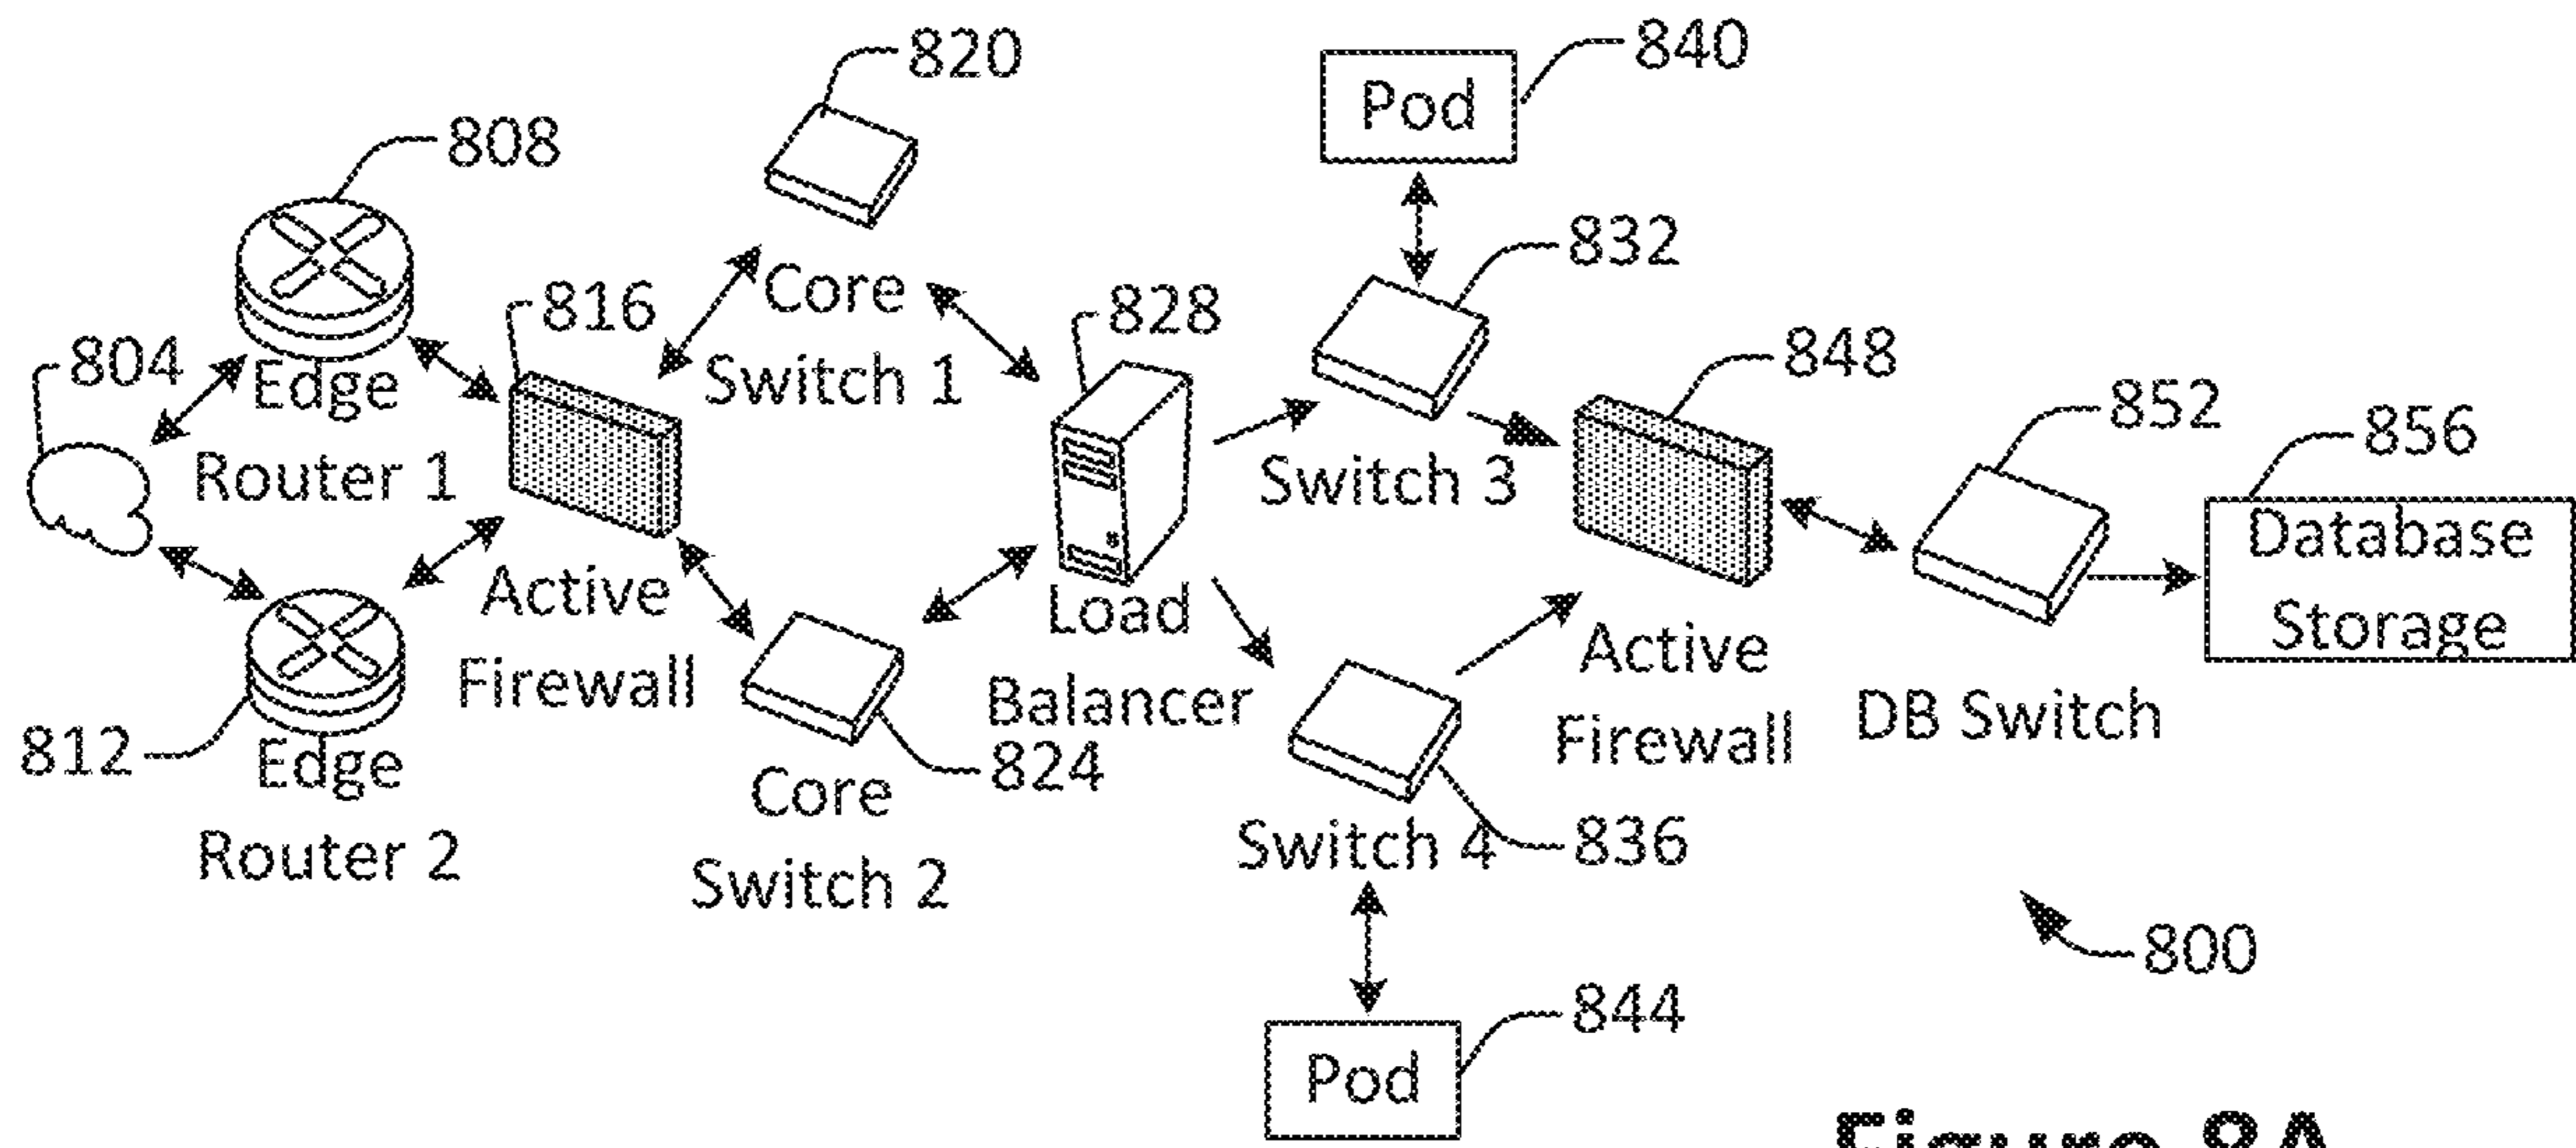 820
840
Pod
808
832
816
Core
Switch 1
828
848
804
Edge
Router 1
852
856
Switch 3
Database
Storage
Active
Firewall
Load
Balancer
Active
Firewall
DB Switch
812
Edge
Router 2
824
Core
Switch 2
Switch 4
836
800
844
Pod
Figure 8A